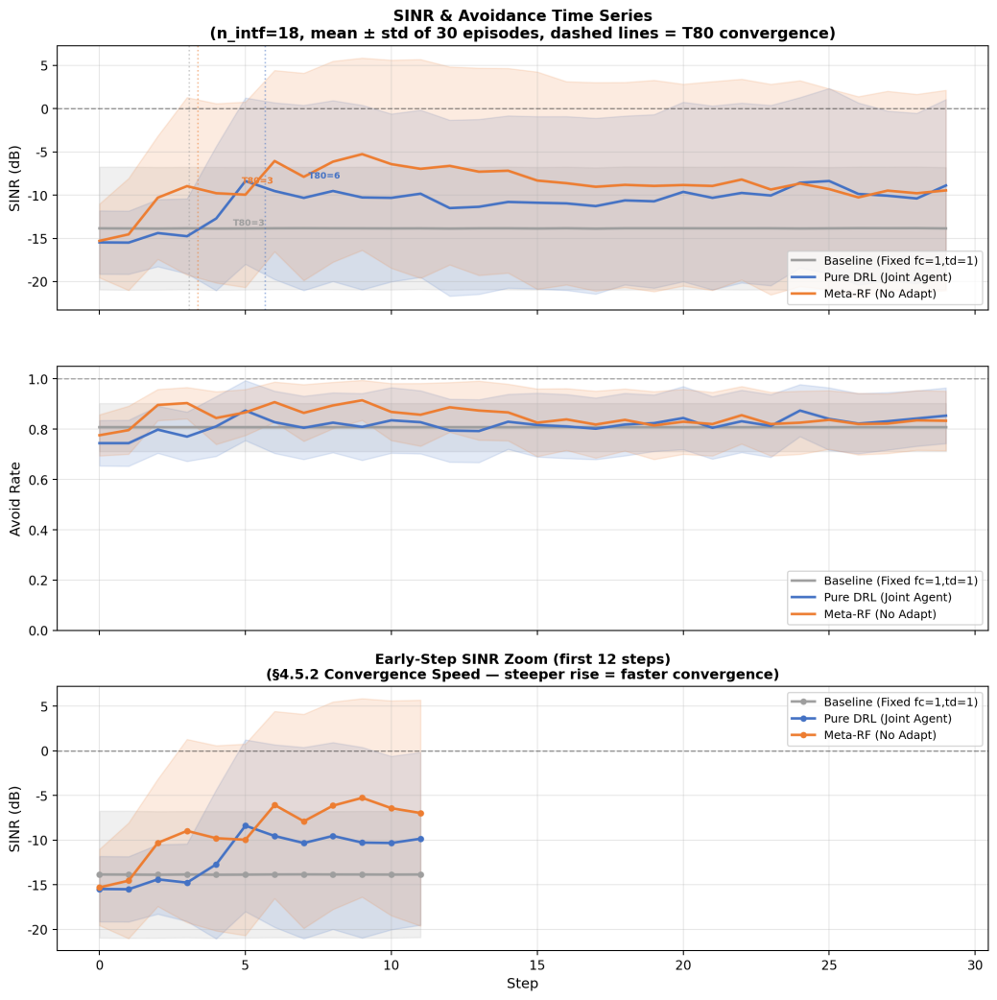 SINR & Avoidance Time Series
(n_intf=18, mean ± std of 30 episodes, dashed lines = T80 convergence)
5
0
-5
-10
-15
-20
SINR (dB)
T80=3
T80=6
T80=3
Baseline (Fixed fc=1,td=1)
Pure DRL (Joint Agent)
Meta-RF (No Adapt)
1.0
0.8
0.6
0.4
0.2
0.0
Avoid Rate
Baseline (Fixed fc=1,td=1)
Pure DRL (Joint Agent)
Meta-RF (No Adapt)
Early-Step SINR Zoom (first 12 steps)
(§4.5.2 Convergence Speed — steeper rise = faster convergence)
5
0
-5
-10
-15
-20
SINR (dB)
Baseline (Fixed fc=1,td=1)
Pure DRL (Joint Agent)
Meta-RF (No Adapt)
0 5 10 15 20 25 30
Step